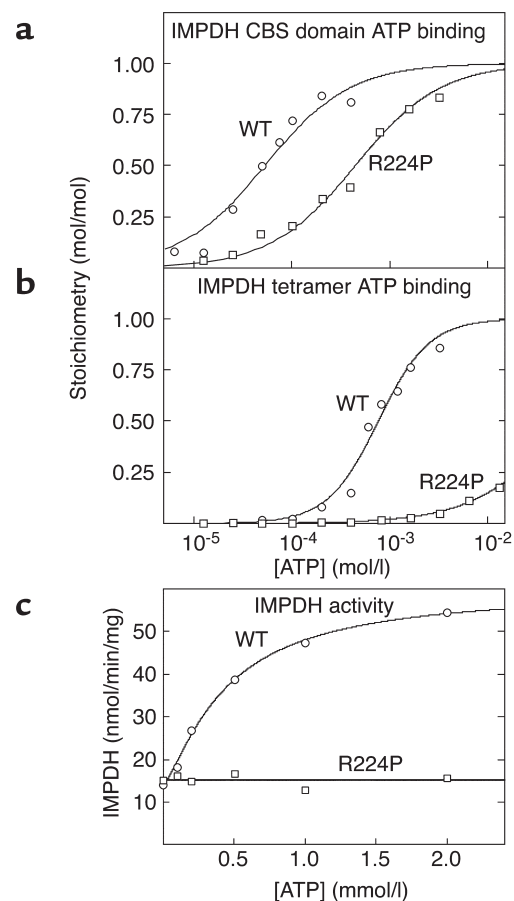 a
IMPDH CBS domain ATP binding
1.00
0.75
0.50
0.25
WT
R224P
Stoichiometry (mol/mol)
b
IMPDH tetramer ATP binding
1.00
0.75
0.50
0.25
WT
R224P
10-5
10-4
10-3
10-2
[ATP] (mol/l)
c
IMPDH activity
IMPDH (nmol/min/mg)
50
40
30
20
10
WT
R224P
0.5
1.0
1.5
2.0
[ATP] (mmol/l)